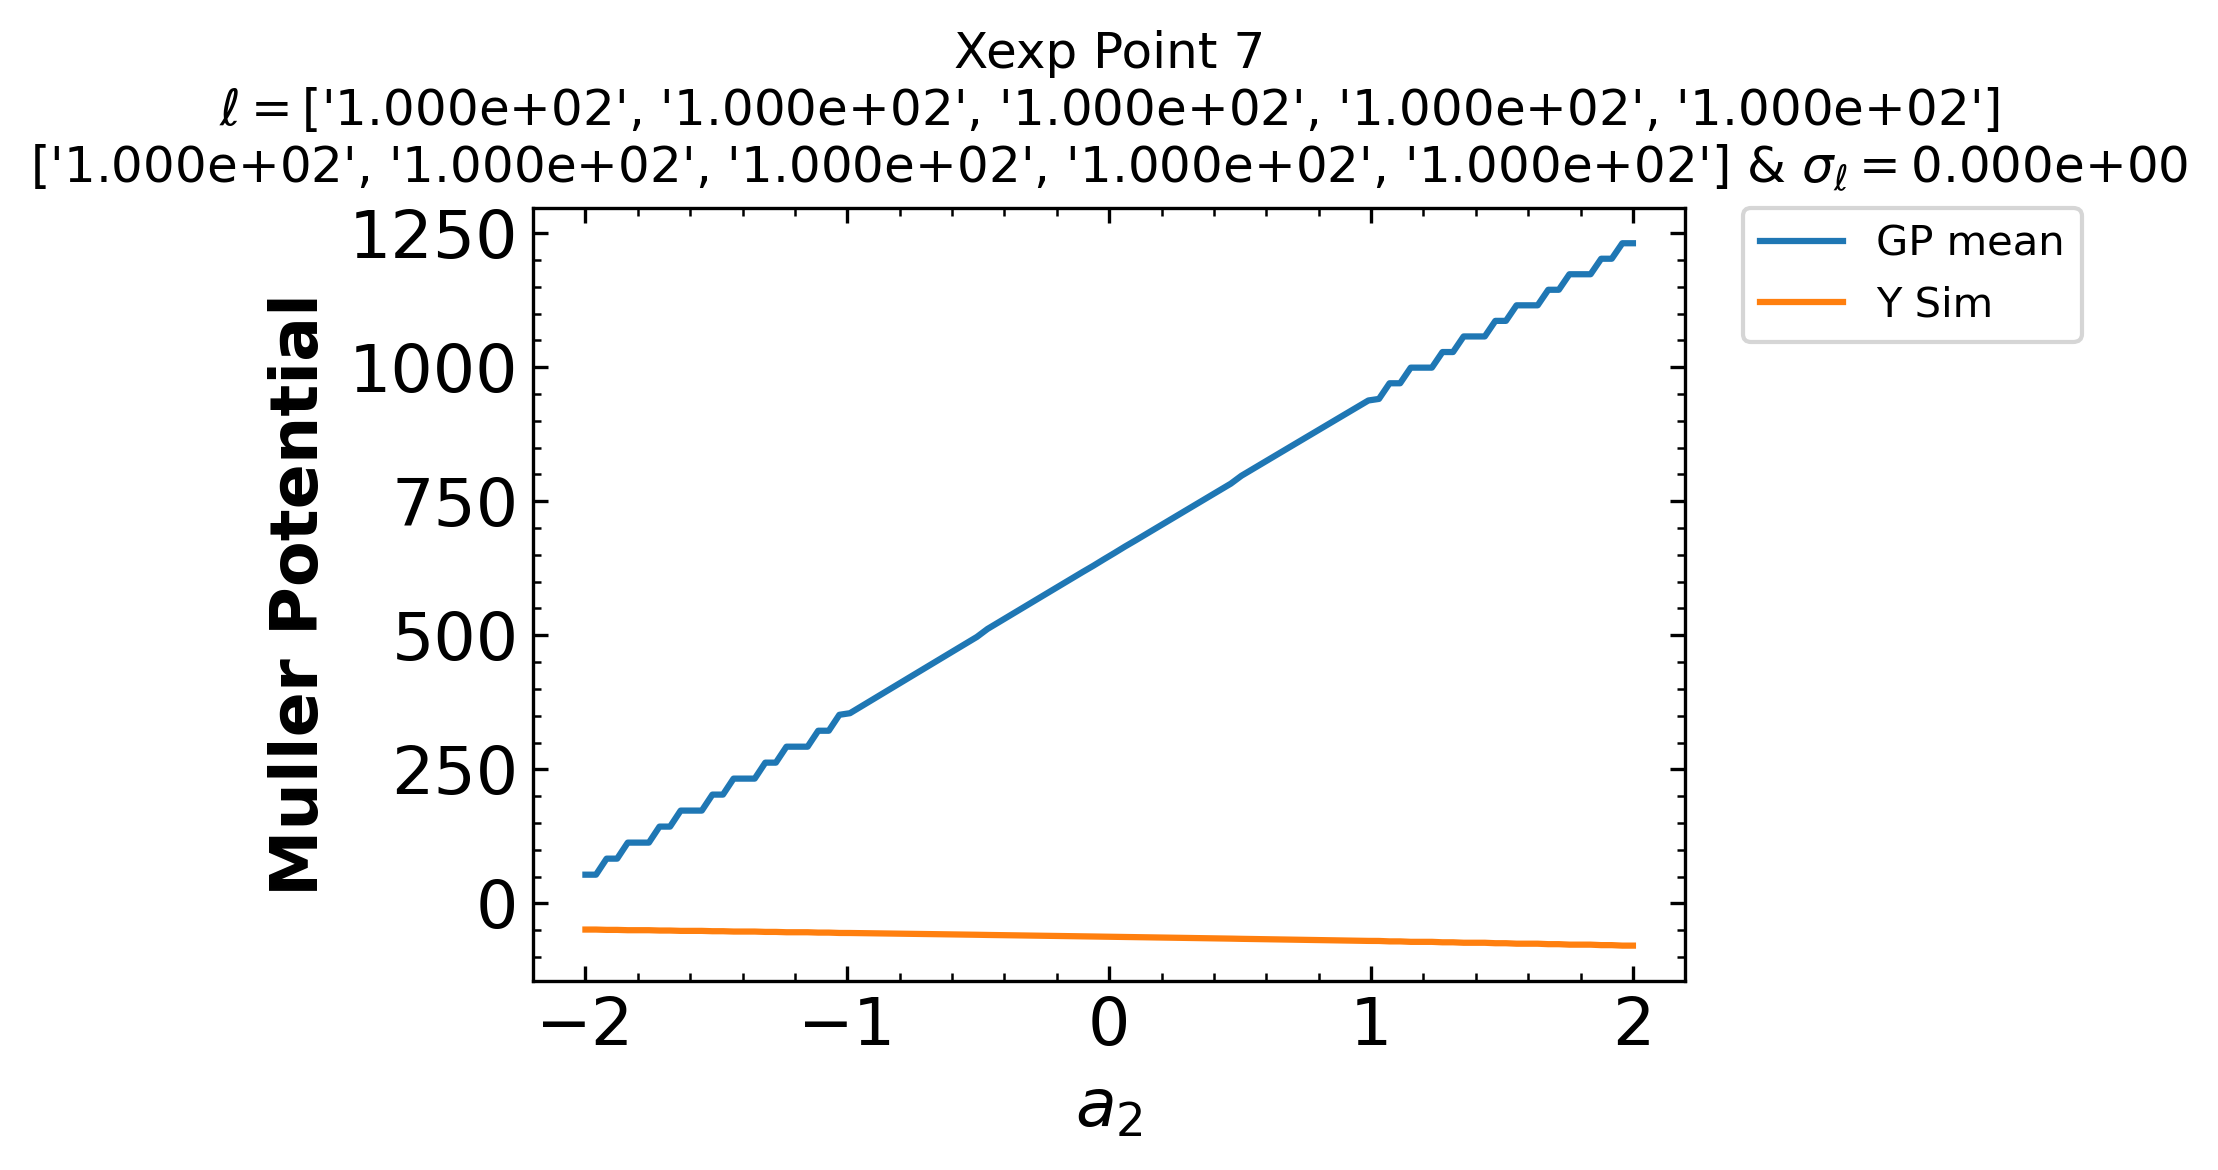 Xexp Point 7
ℓ = ['1.000e+02', '1.000e+02', '1.000e+02', '1.000e+02', '1.000e+02']
['1.000e+02', '1.000e+02', '1.000e+02', '1.000e+02', '1.000e+02'] & σ_ℓ = 0.000e+00
GP mean
Y Sim
Muller Potential
1250
1000
750
500
250
0
−2 −1 0 1 2
a₂